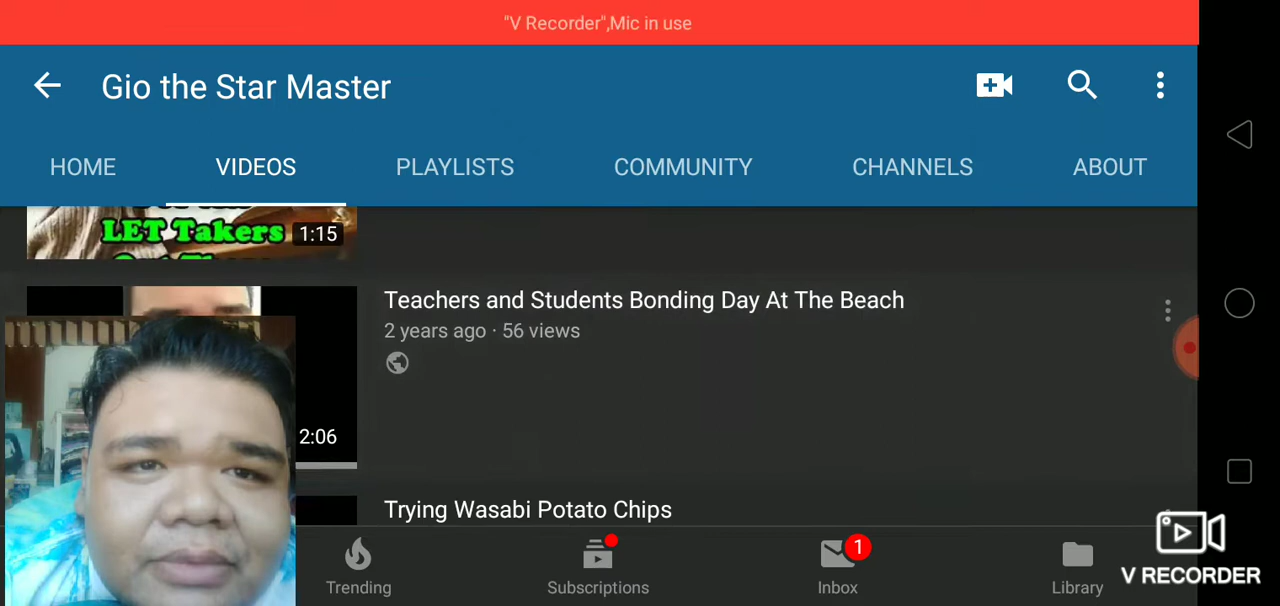 "V Recorder",Mic in use
Gio the Star Master
HOME VIDEOS PLAYLISTS COMMUNITY CHANNELS ABOUT
LET Takers
1:15
Teachers and Students Bonding Day At The Beach
2 years ago · 56 views
2:06
Trying Wasabi Potato Chips
Trending Subscriptions Inbox Library
1
V RECORDER